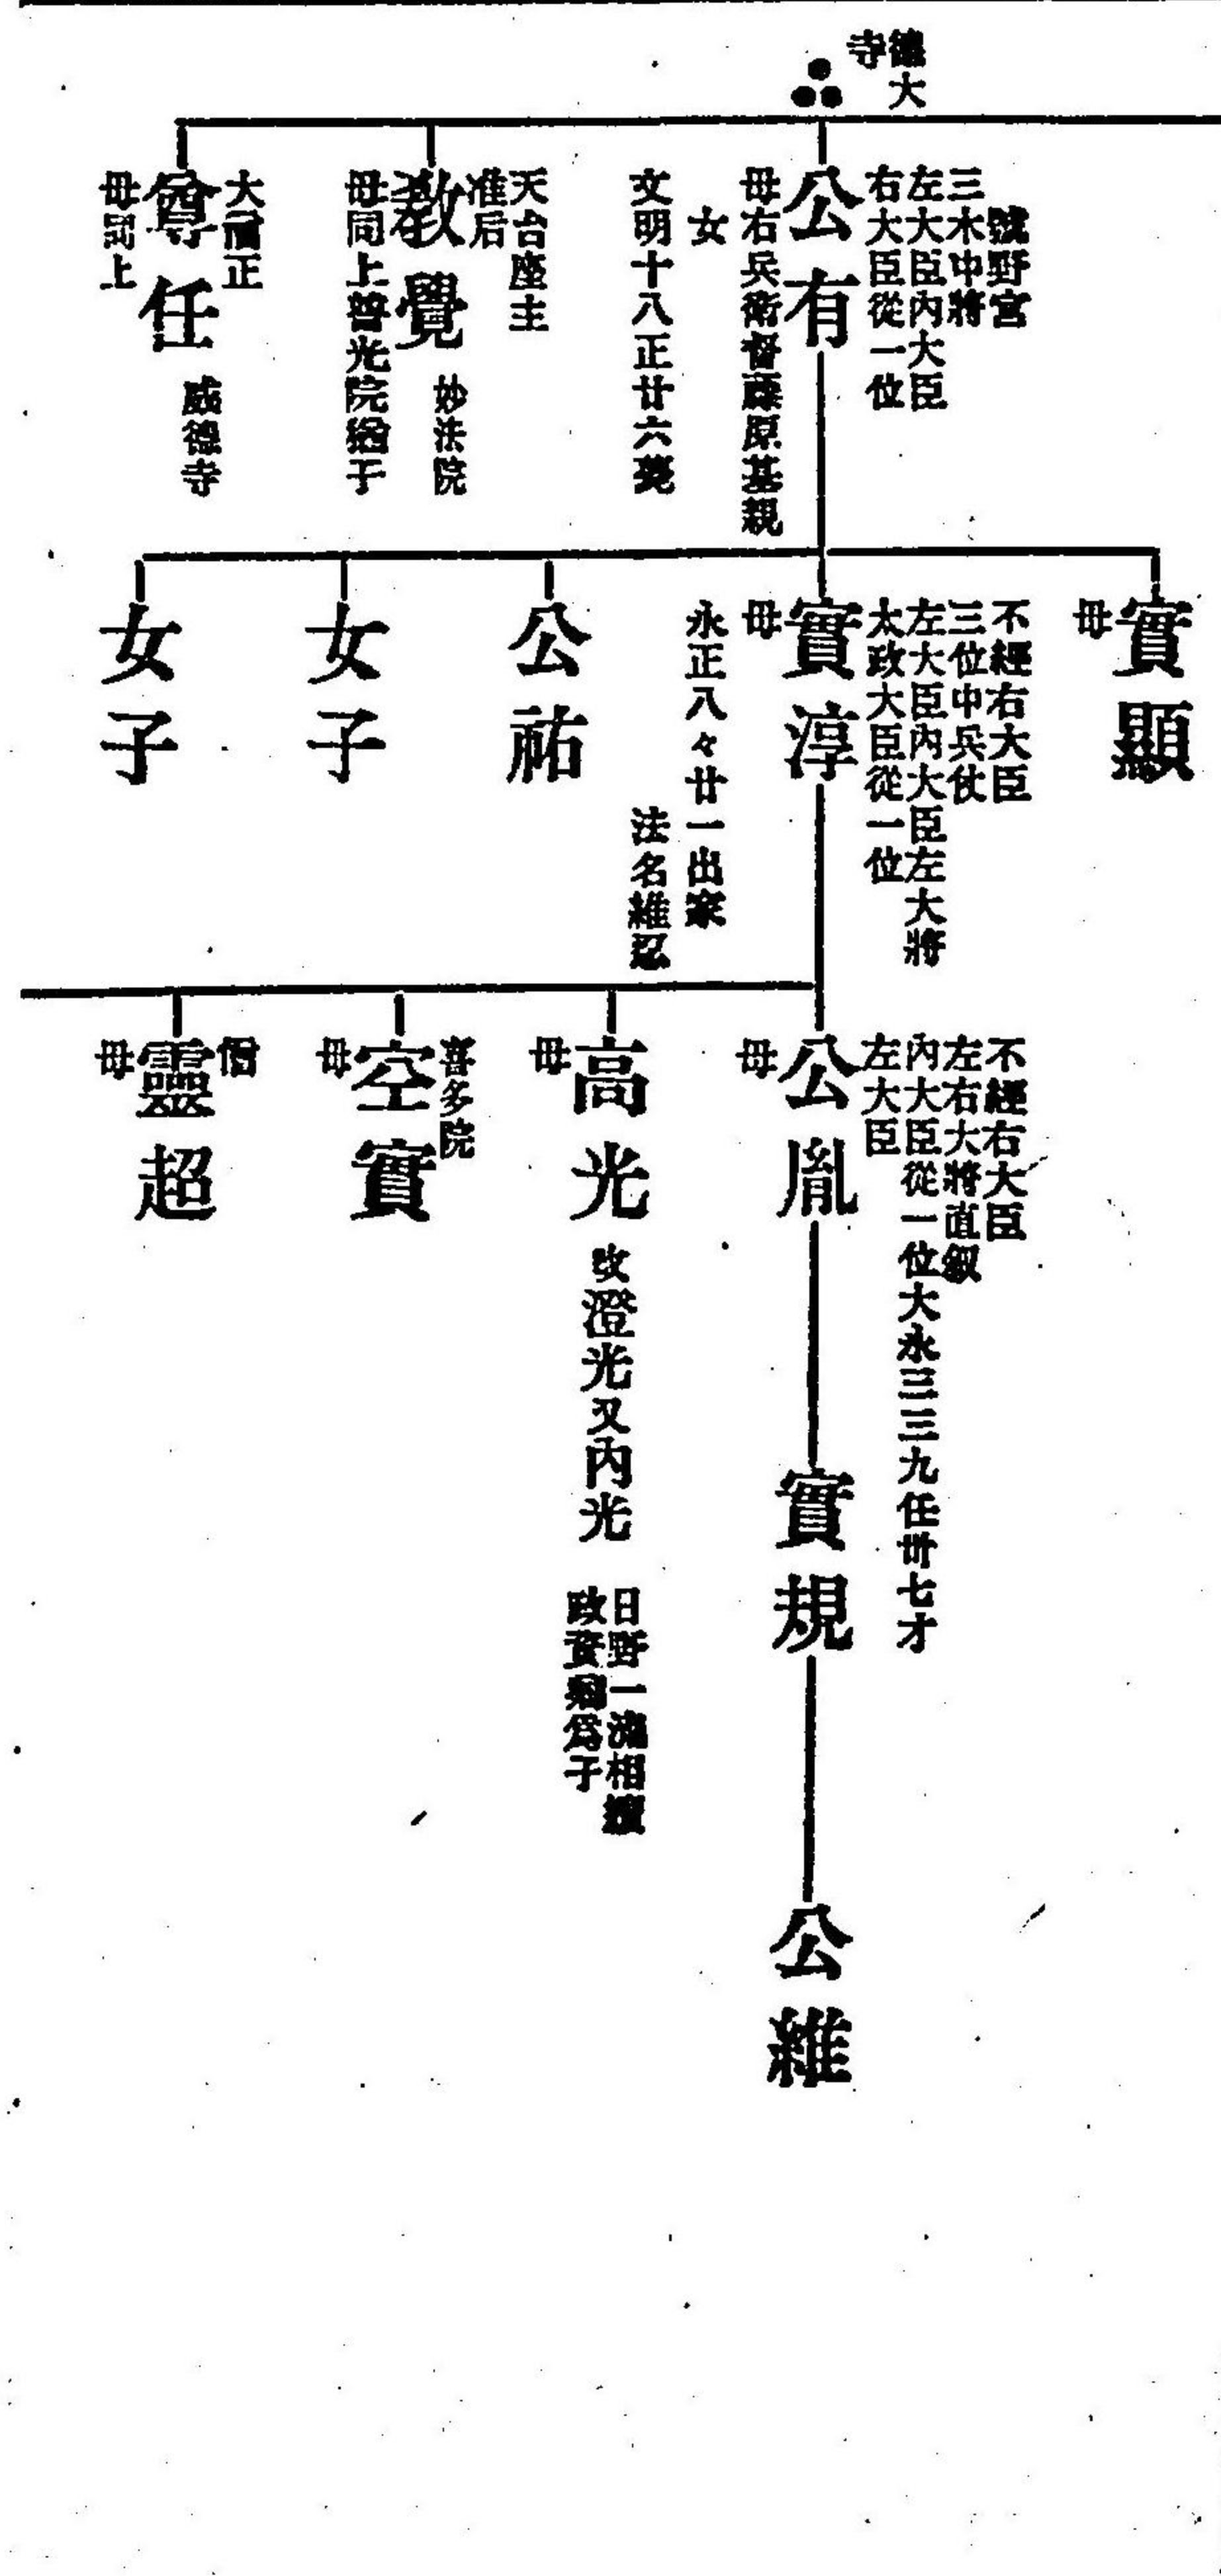 德大
寺
號野宮
三木中將
左大臣內大臣
右大臣從一位
公有
母右兵衛督藤原基親
女
文明十八正廿六薨
天台座主
准后
教覺
妙法院
母同上普光院猶子
大僧正
尊任
威德寺
母同上
實顯
母
不經右大臣
三位中兵仗
左大臣內大臣左大將
太政大臣從一位
實淳
母
永正八々廿一出家
法名維忍
公祐
女子
女子
不經右大臣
左右大將直叙
內大臣從一位大永三三九任卅七才
左大臣
公胤
母
實規
公維
高光
母
改澄光又內光
日野一流相續
政資卿爲子
喜多院
空實
母
僧
靈超
母